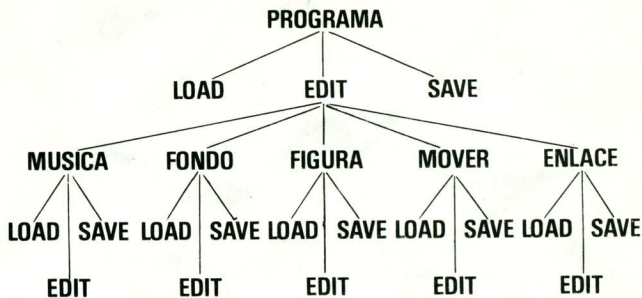 PROGRAMA
LOAD EDIT SAVE
MUSICA FONDO FIGURA MOVER ENLACE
LOAD SAVE LOAD SAVE LOAD SAVE LOAD SAVE LOAD SAVE
EDIT EDIT EDIT EDIT EDIT